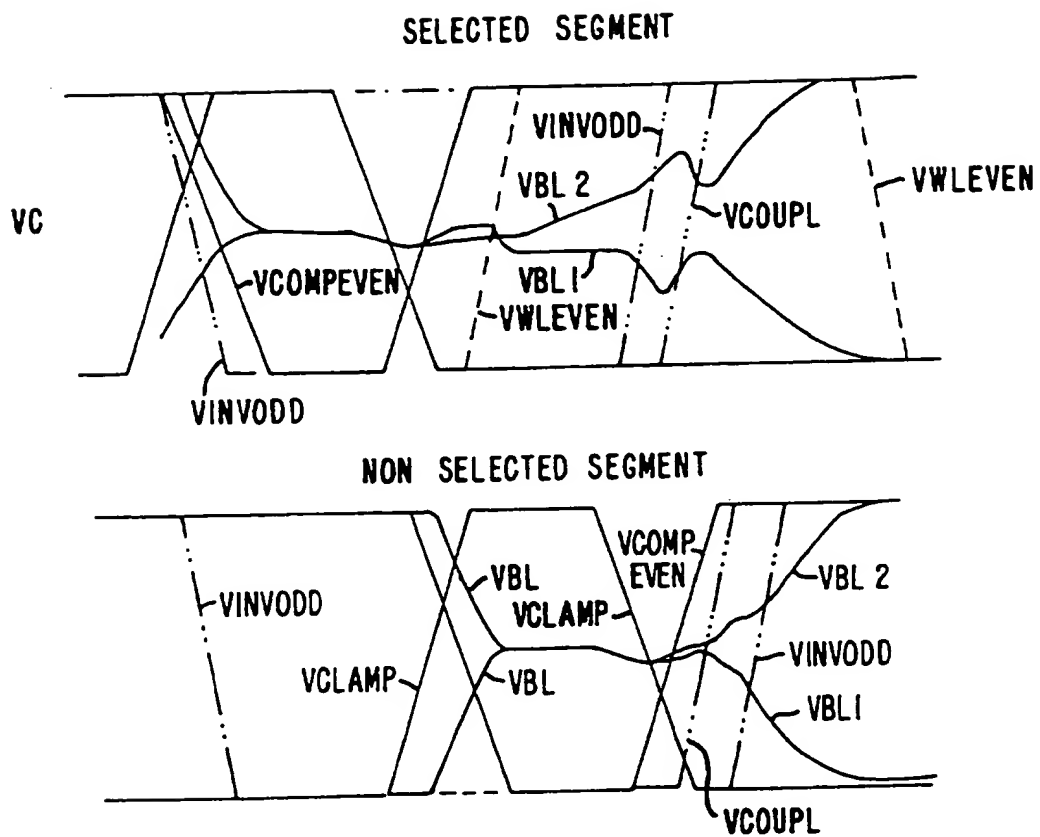 SELECTED SEGMENT
VINVODD
VBL 2
VWLEVEN
VC
VCOUPL
VCOMPEVEN
VBL1
VWLEVEN
VINVODD
NON SELECTED SEGMENT
VCOMP
EVEN
VBL
VBL 2
VINVODD
VCLAMP
VINVODD
VCLAMP
VBL
VBL1
VCOUPL